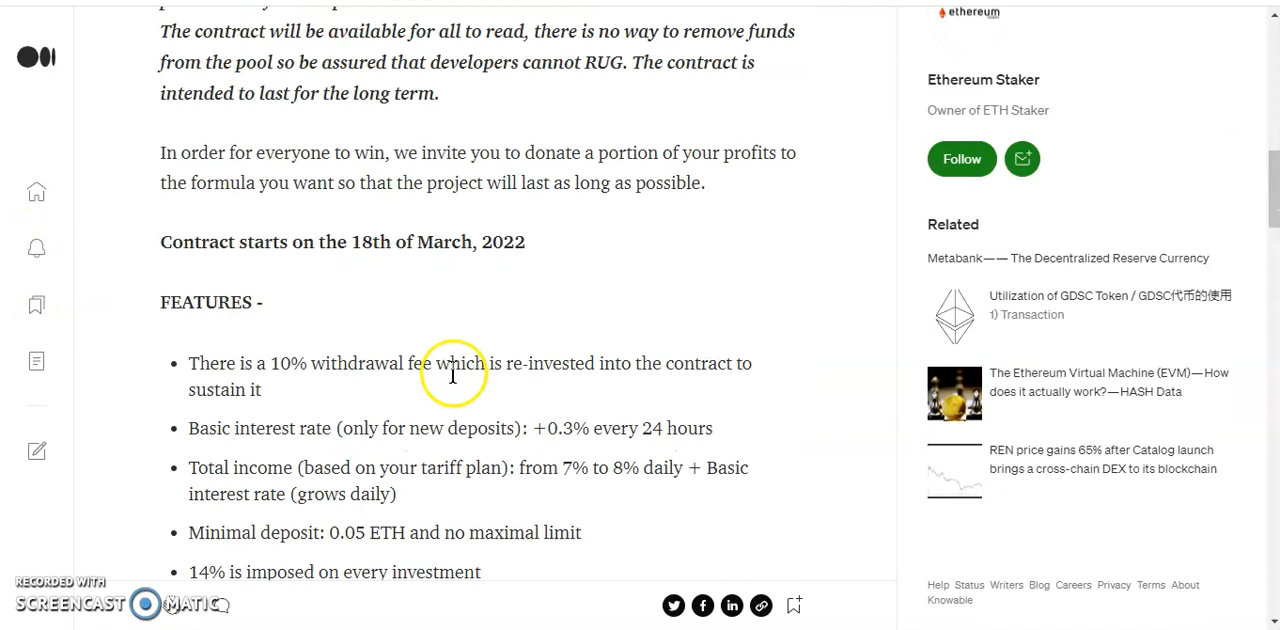 The contract will be available for all to read, there is no way to remove funds
from the pool so be assured that developers cannot RUG. The contract is
intended to last for the long term.
In order for everyone to win, we invite you to donate a portion of your profits to
the formula you want so that the project will last as long as possible.
Contract starts on the 18th of March, 2022
FEATURES -
• There is a 10% withdrawal fee which is re-invested into the contract to
sustain it
• Basic interest rate (only for new deposits): +0.3% every 24 hours
• Total income (based on your tariff plan): from 7% to 8% daily + Basic
interest rate (grows daily)
• Minimal deposit: 0.05 ETH and no maximal limit
• 14% is imposed on every investment
ethereum
Ethereum Staker
Owner of ETH Staker
Follow
Related
Metabank—— The Decentralized Reserve Currency
Utilization of GDSC Token / GDSC代币的使用
1) Transaction
The Ethereum Virtual Machine (EVM)—How
does it actually work?—HASH Data
REN price gains 65% after Catalog launch
brings a cross-chain DEX to its blockchain
Help Status Writers Blog Careers Privacy Terms About
Knowable
RECORDED WITH
SCREENCAST MATIC